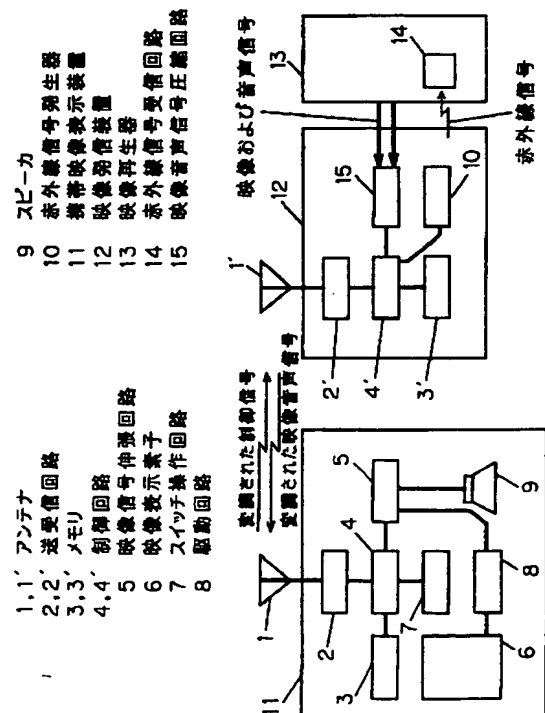 1,1′ アンテナ
2,2′ 送受信回路
3,3′ メモリ
4,4′ 制御回路
5 映像信号伸張回路
6 映像表示素子
7 スイッチ操作回路
8 駆動回路
9 スピーカ
10 赤外線信号発生器
11 携帯映像表示装置
12 映像発信装置
13 映像再生器
14 赤外線信号受信回路
15 映像音声信号圧縮回路
11
1
2
3
4
5
6
7
8
9
変調された制御信号
変調された映像音声信号
12
1′
2′
3′
4′
15
10
映像および音声信号
13
14
赤外線信号